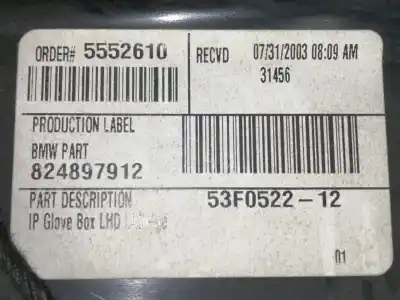 ORDER# 5552610
RECVD 07/31/2003 08:09 AM
31456
PRODUCTION LABEL
BMW PART
824897912
PART DESCRIPTION 53F0522-12
IP Glove Box LHD
01